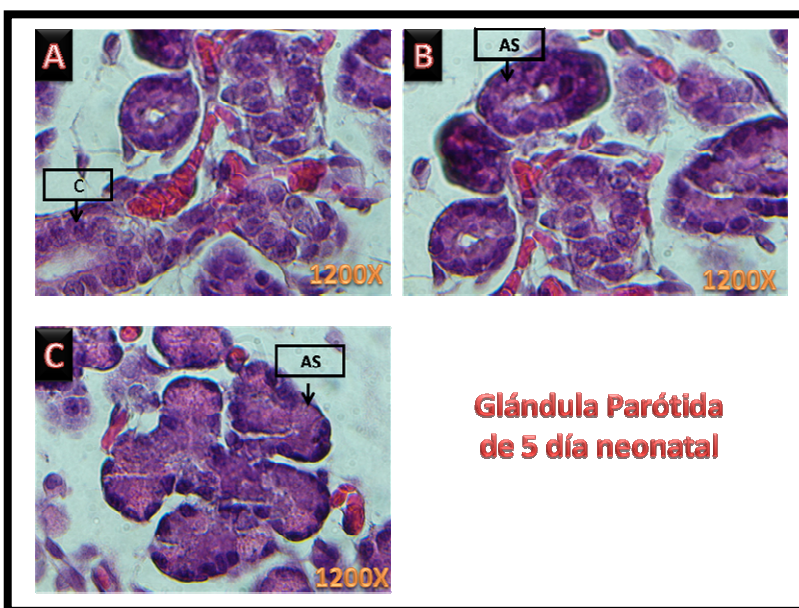 A
C
1200X
B
AS
1200X
C
AS
1200X
Glándula Parótida
de 5 día neonatal